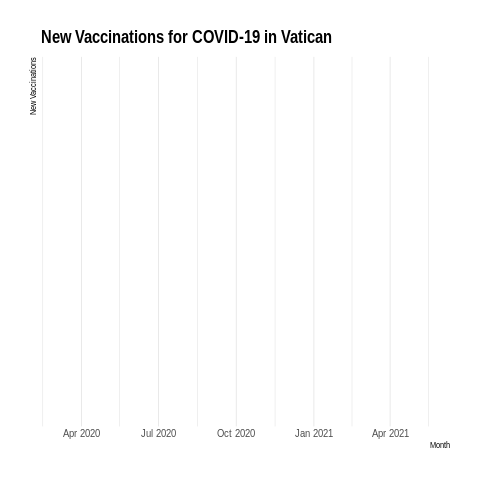 New Vaccinations for COVID-19 in Vatican
New Vaccinations
Apr 2020 Jul 2020 Oct 2020 Jan 2021 Apr 2021
Month